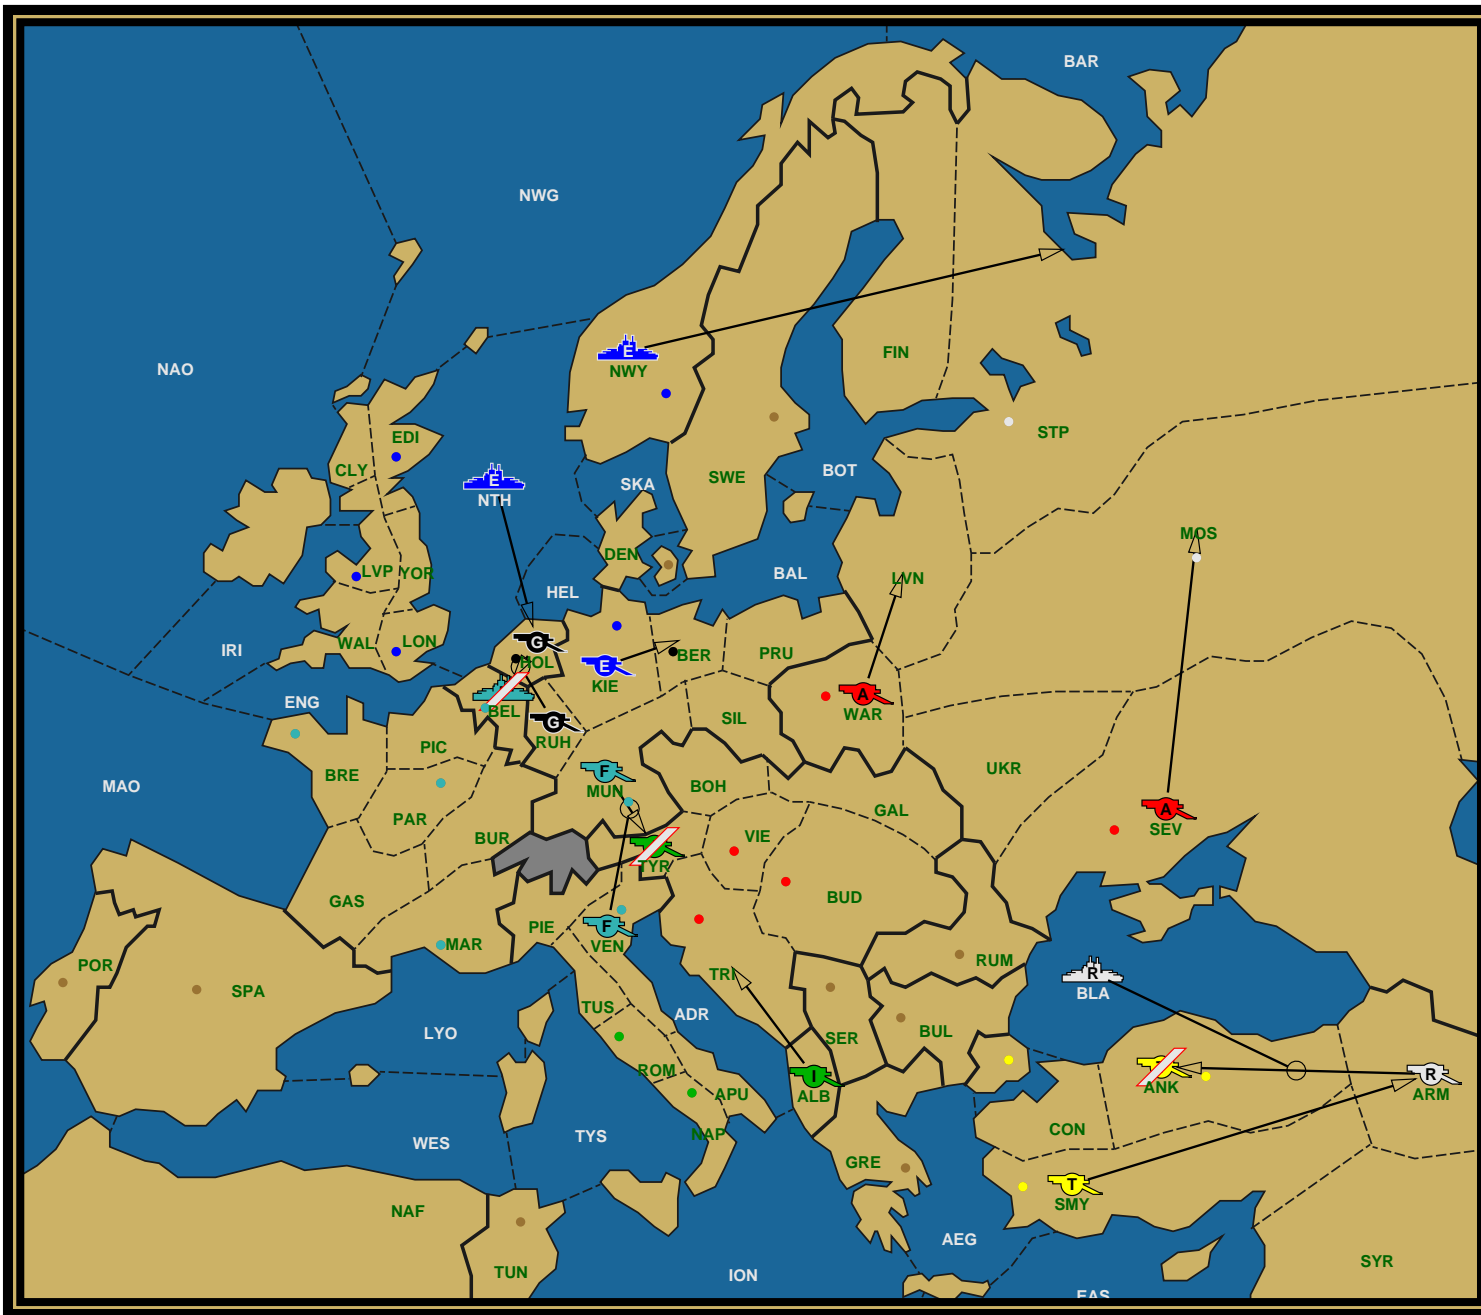 BAR
NWG
NAO
E
NWY
FIN
STP
EDI
CLY
SWE
BOT
SKA
E
NTH
MOS
DEN
LVP
YOR
HEL
BAL
LVN
WAL
LON
IRI
G
HOL
BER
PRU
E
KIE
A
WAR
ENG
BEL
G
RUH
SIL
PIC
BRE
F
MUN
BOH
GAL
UKR
MAO
PAR
BUR
VIE
A
SEV
TYR
GAS
BUD
PIE
F
VEN
MAR
POR
SPA
TRI
RUM
R
BLA
TUS
ADR
LYO
SER
BUL
ROM
APU
I
ALB
ANK
R
ARM
WES
TYS
NAP
CON
GRE
T
SMY
NAF
AEG
SYR
TUN
ION
EAS